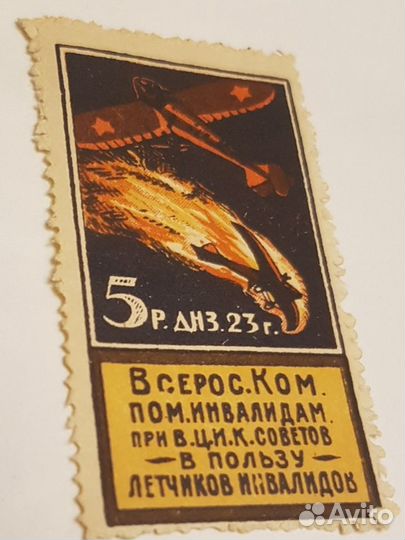 5 Р. ДНЗ. 23 г.
ВСЕРОС. КОМ.
ПОМ. ИНВАЛИДАМ
ПРИ В.Ц.И.К. СОВЕТОВ
— В ПОЛЬЗУ —
ЛЕТЧИКОВ ИНВАЛИДОВ
Avito